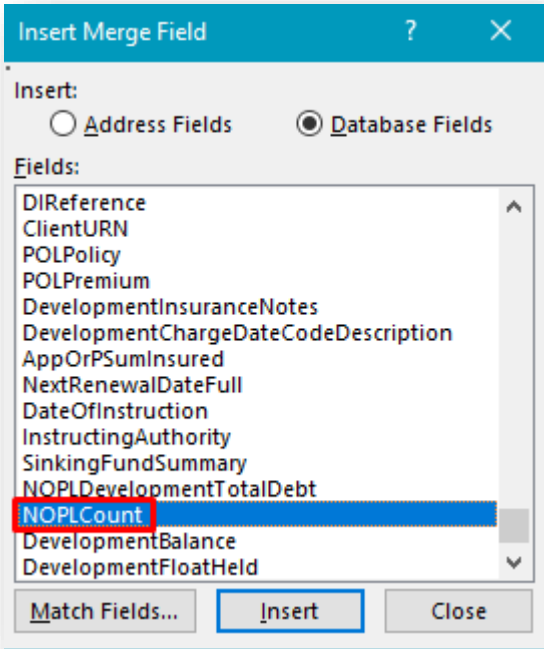 Insert Merge Field ?
Insert:
Address Fields Database Fields
Fields:
DIReference
ClientURN
POLPolicy
POLPremium
DevelopmentInsuranceNotes
DevelopmentChargeDateCodeDescription
AppOrPSumInsured
NextRenewalDateFull
DateOfInstruction
InstructingAuthority
SinkingFundSummary
NOPLDevelopmentTotalDebt
NOPLCount
DevelopmentBalance
DevelopmentFloatHeld
Match Fields... Insert Close